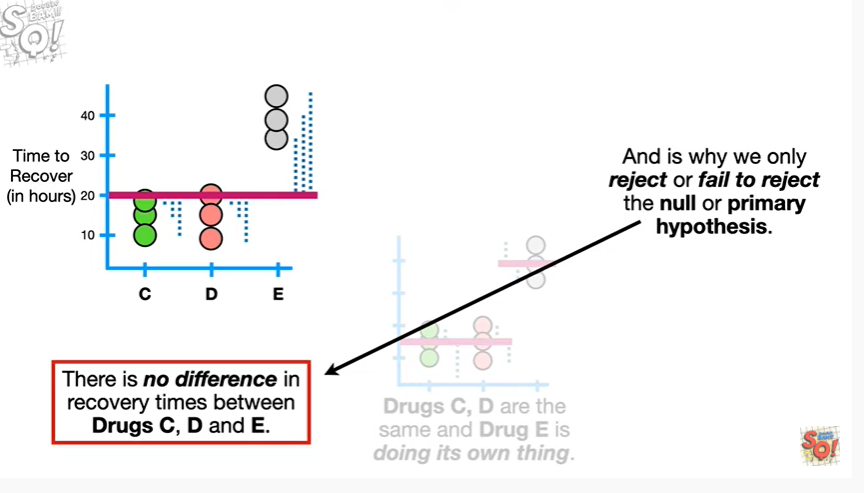 SQ!
40
Time to
Recover
(in hours)
30
20
10
C
D
E
And is why we only
reject or fail to reject
the null or primary
hypothesis.
There is no difference in
recovery times between
Drugs C, D and E.
Drugs C, D are the
same and Drug E is
doing its own thing.
SQ!